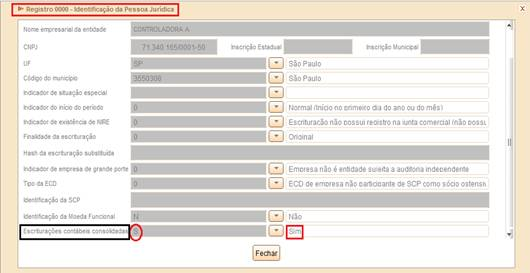 Registro 0000 - Identificação da Pessoa Jurídica
Nome empresarial da entidade CONTROLADORA A
CNPJ 71.340.165/0001-50 Inscrição Estadual Inscrição Municipal
UF SP São Paulo
Código do município 3550308 São Paulo
Indicador de situação especial
Indicador do início do período 0 Normal (Início no primeiro dia do ano ou do mês)
Indicador de existência de NIRE 0 Escrituração não possui registro na junta comercial (não possu
Finalidade da escrituração 0 Original
Hash da escrituração substituída
Indicador de empresa de grande porte 0 Empresa não é entidade sujeita a auditoria independente
Tipo da ECD 0 ECD de empresa não participante de SCP como sócio ostensi
Identificação da SCP
Identificação da Moeda Funcional N Não
Escriturações contábeis consolidadas S Sim
Fechar